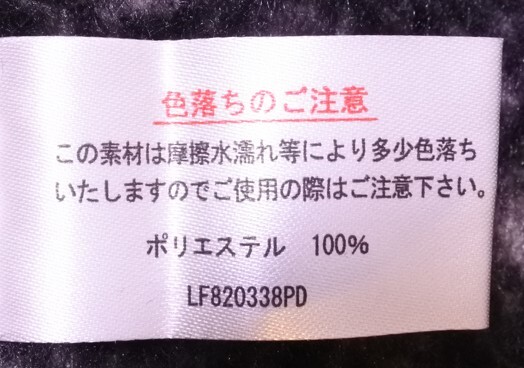 色落ちのご注意
この素材は摩擦水濡れ等により多少色落ち
いたしますのでご使用の際はご注意下さい。
ポリエステル 100%
LF820338PD